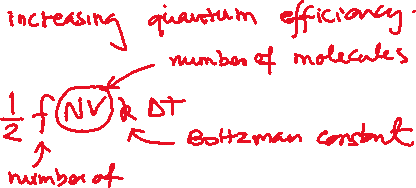 increasing quantum efficiency.
number of molecules
1/2 f NV k ΔT
Boltzman constant
number of